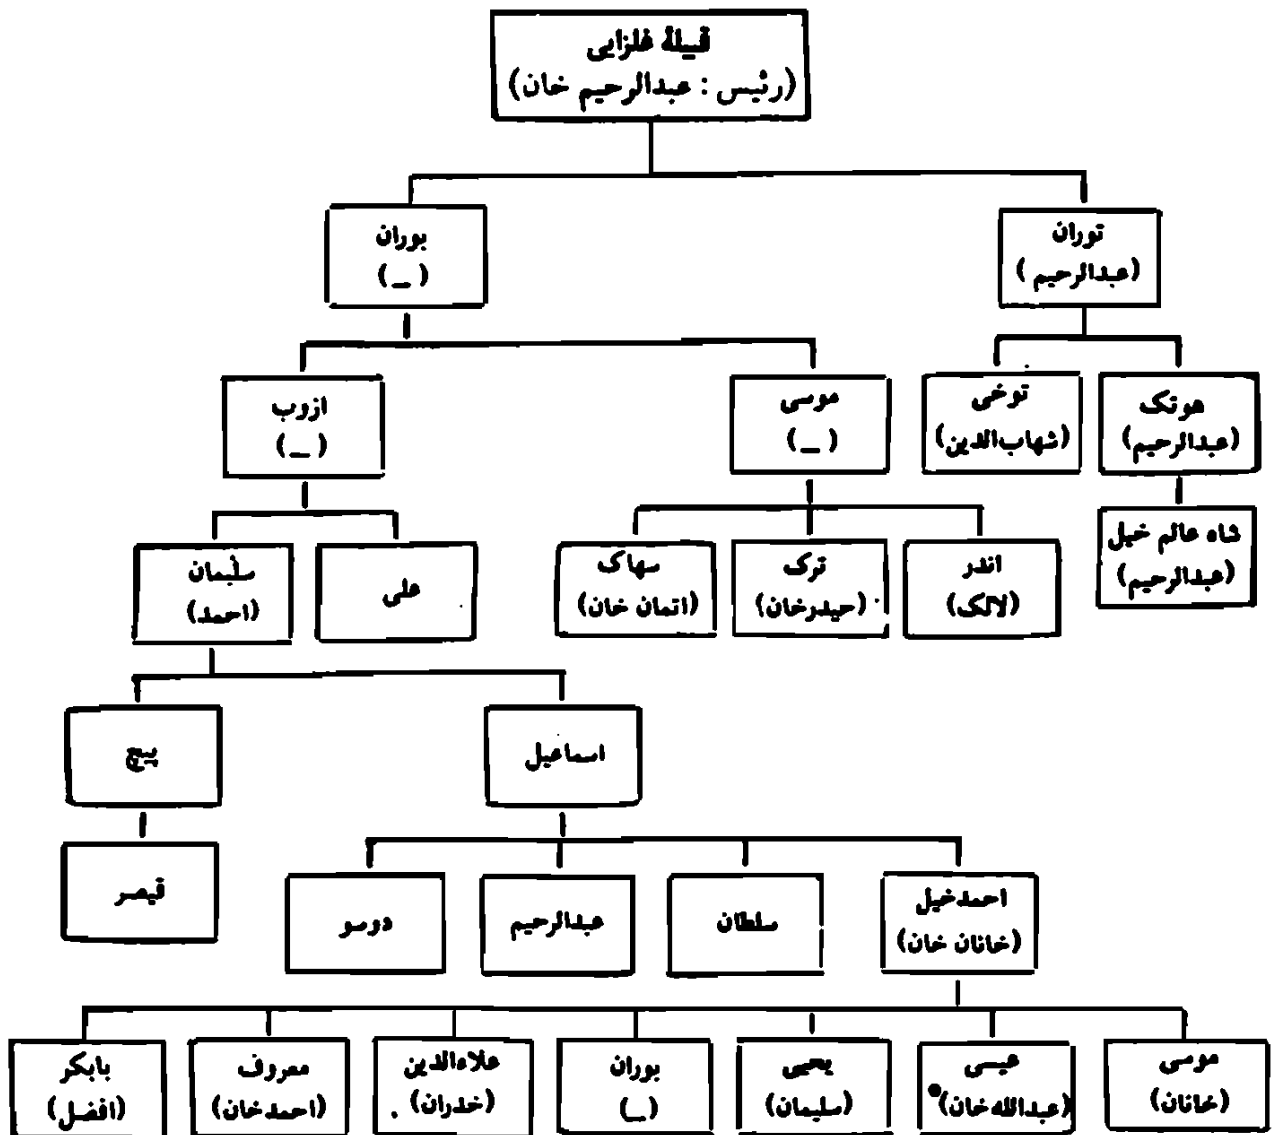 قبیلهٔ غلزایی
(رئیس : عبدالرحیم خان)
توران
(عبدالرحیم)
بوران
(ـ)
هوتک
(عبدالرحیم)
توخی
(شهاب‌الدین)
موسی
(ـ)
ازوب
(ـ)
شاه عالم خیل
(عبدالرحیم)
اندر
(لالک)
ترک
(حیدرخان)
سهاک
(اتمان خان)
علی
سلیمان
(احمد)
اسماعیل
پیچ
قیصر
احمدخیل
(خانان خان)
سلطان
عبدالرحیم
دوسو
موسی
(خانان)
عیسی
(عبدالله‌خان)
یحیی
(سلیمان)
بوران
(ـ)
علاءالدین
(خدران)
معروف
(احمدخان)
بابکر
(افضل)